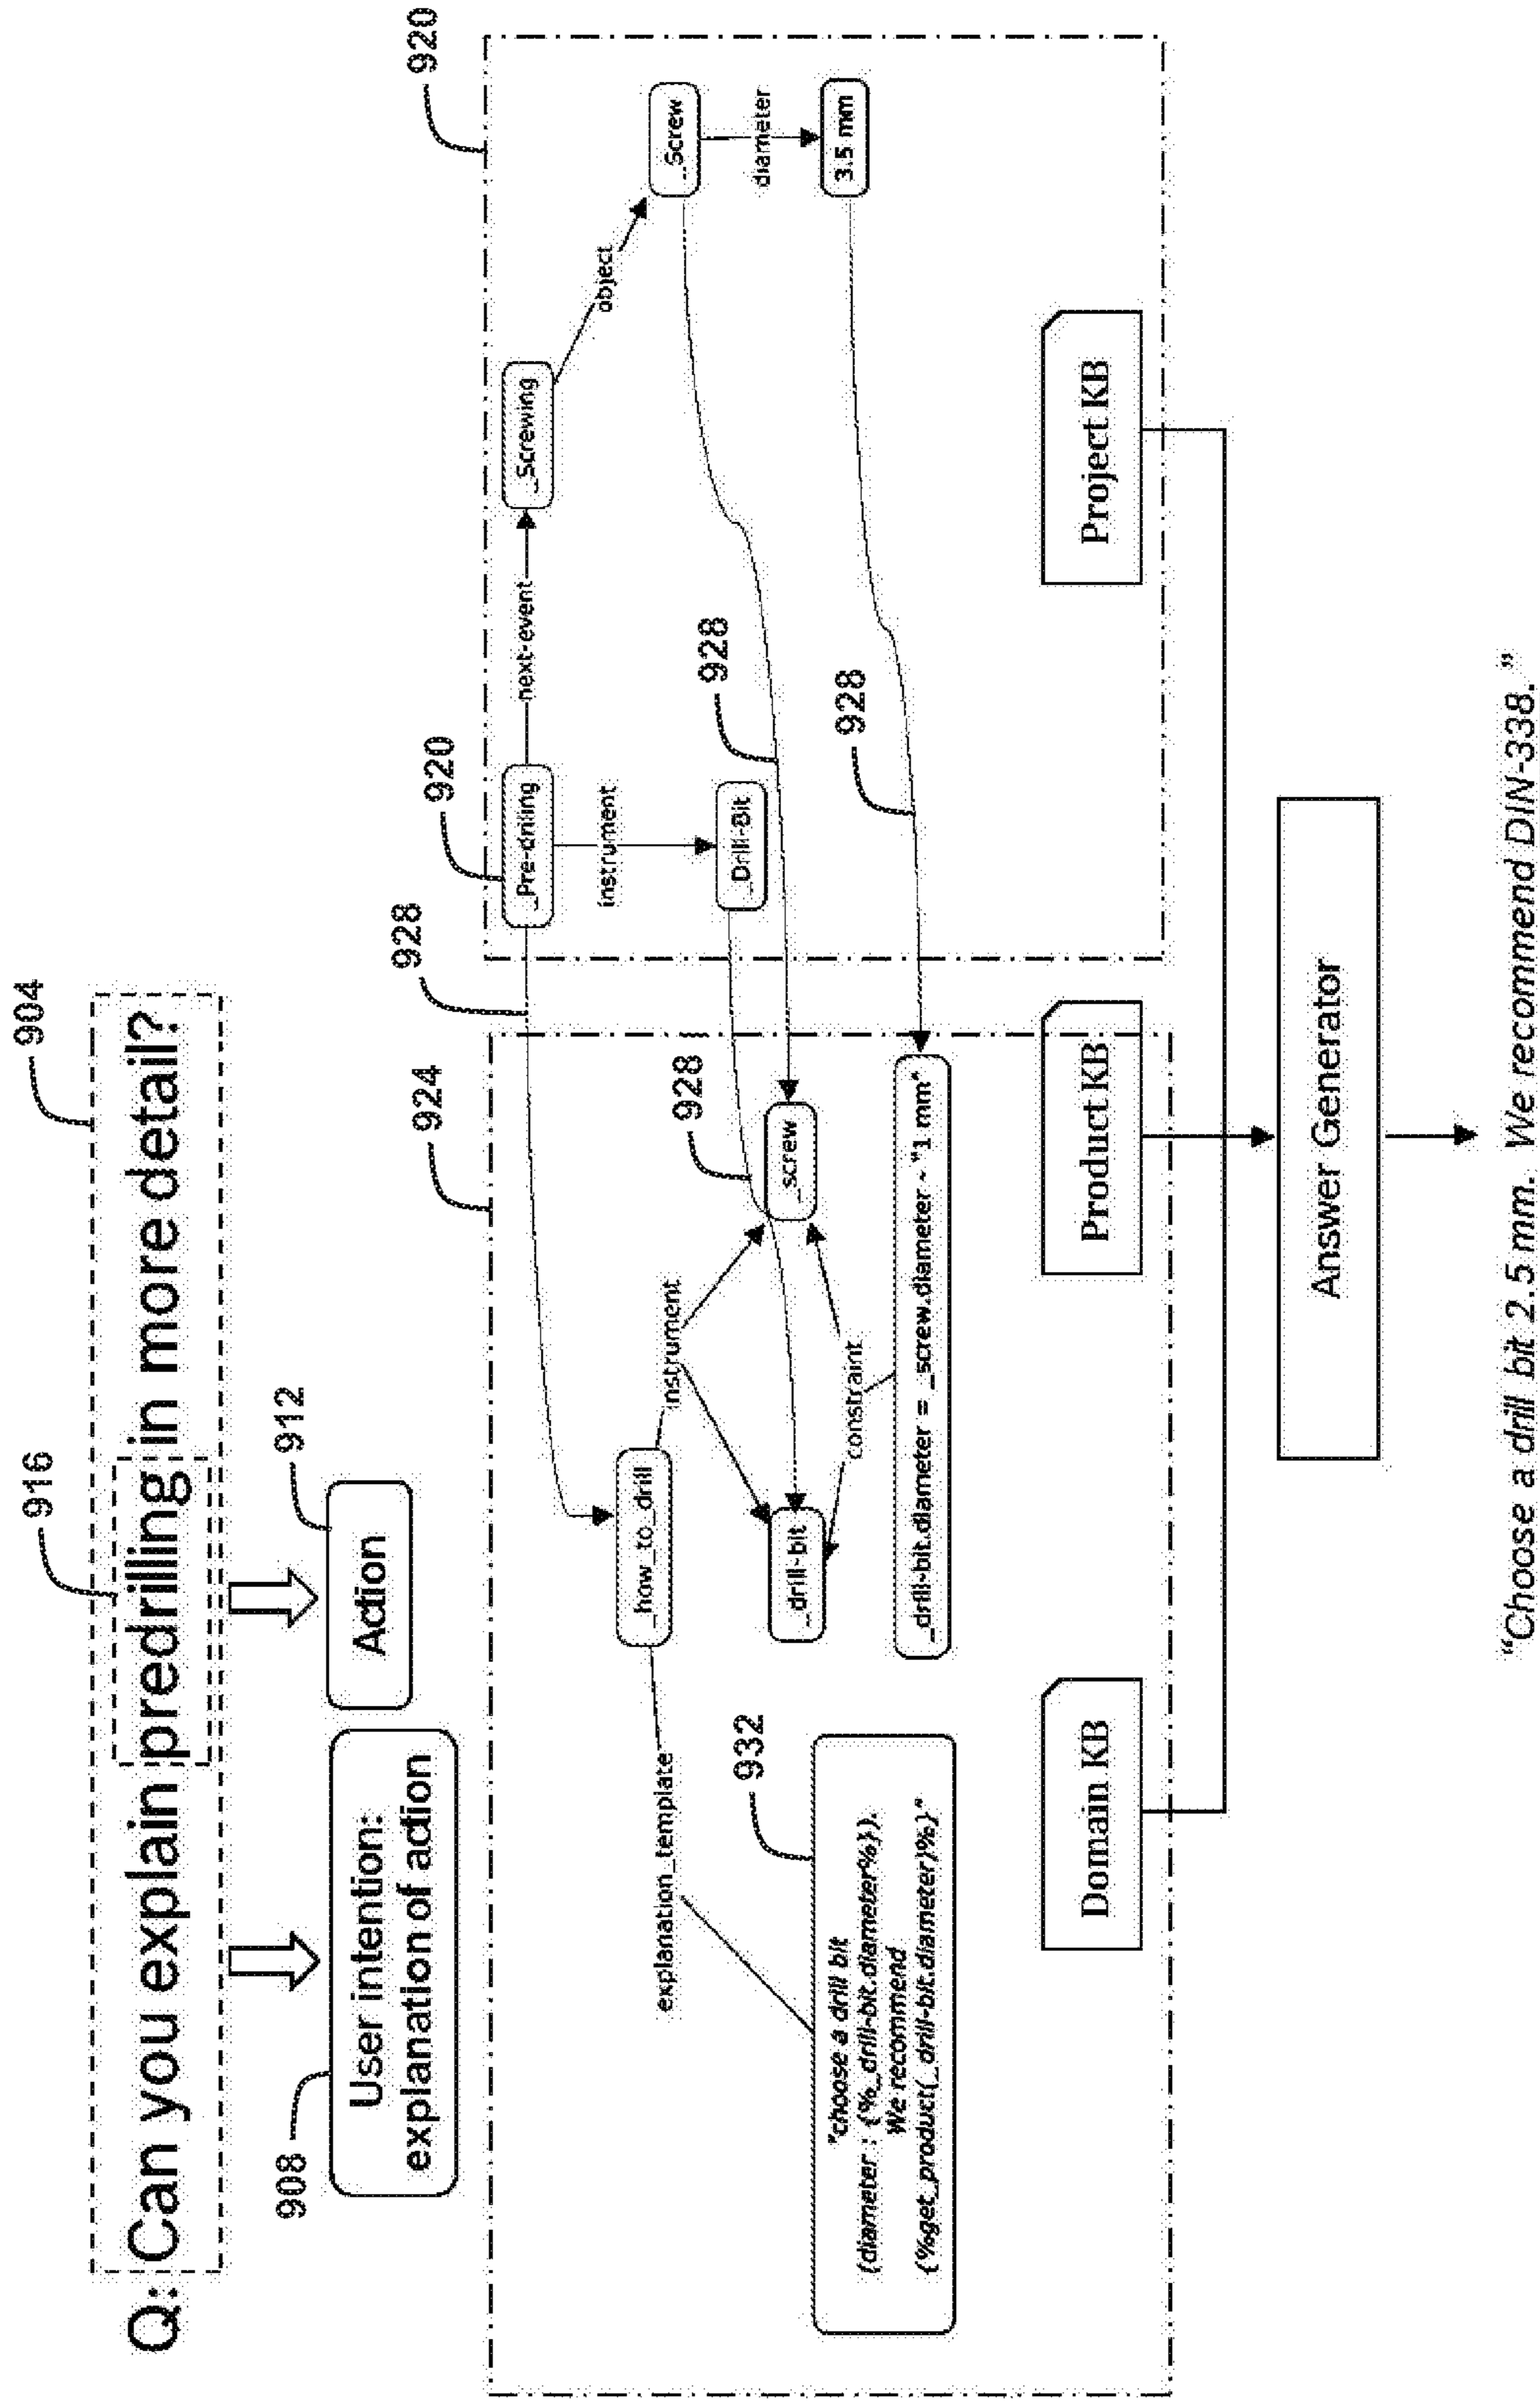 904
916
Q: Can you explain predrilling in more detail?
908
User intention:
explanation of action
Action
912
924
928
920
920
_Pre-drilling
next-event
_Screwing
object
_Screw
instrument
_Drill-Bit
diameter
3.5 mm
928
928
928
_how_to_drill
explanation_template
instrument
_drill-bit
_screw
constraint
_drill-bit.diameter = _screw.diameter - "1 mm"
932
"choose a drill bit
(diameter : {%_drill-bit.diameter%}).
We recommend
{%get_product(_drill-bit.diameter)%}"
Domain KB
Product KB
Project KB
Answer Generator
"Choose a drill bit 2.5 mm. We recommend DIN-338."